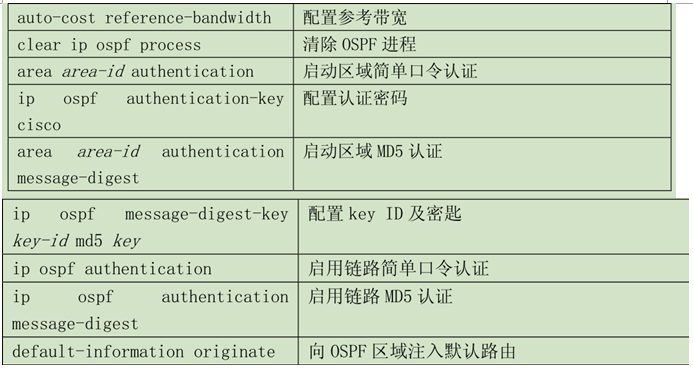 auto-cost reference-bandwidth 配置参考带宽
clear ip ospf process 清除 OSPF 进程
area area-id authentication 启动区域简单口令认证
ip ospf authentication-key 配置认证密码
cisco
area area-id authentication 启动区域 MD5 认证
message-digest
ip ospf message-digest-key 配置 key ID 及密匙
key-id md5 key
ip ospf authentication 启用链路简单口令认证
ip ospf authentication 启用链路 MD5 认证
message-digest
default-information originate 向 OSPF 区域注入默认路由